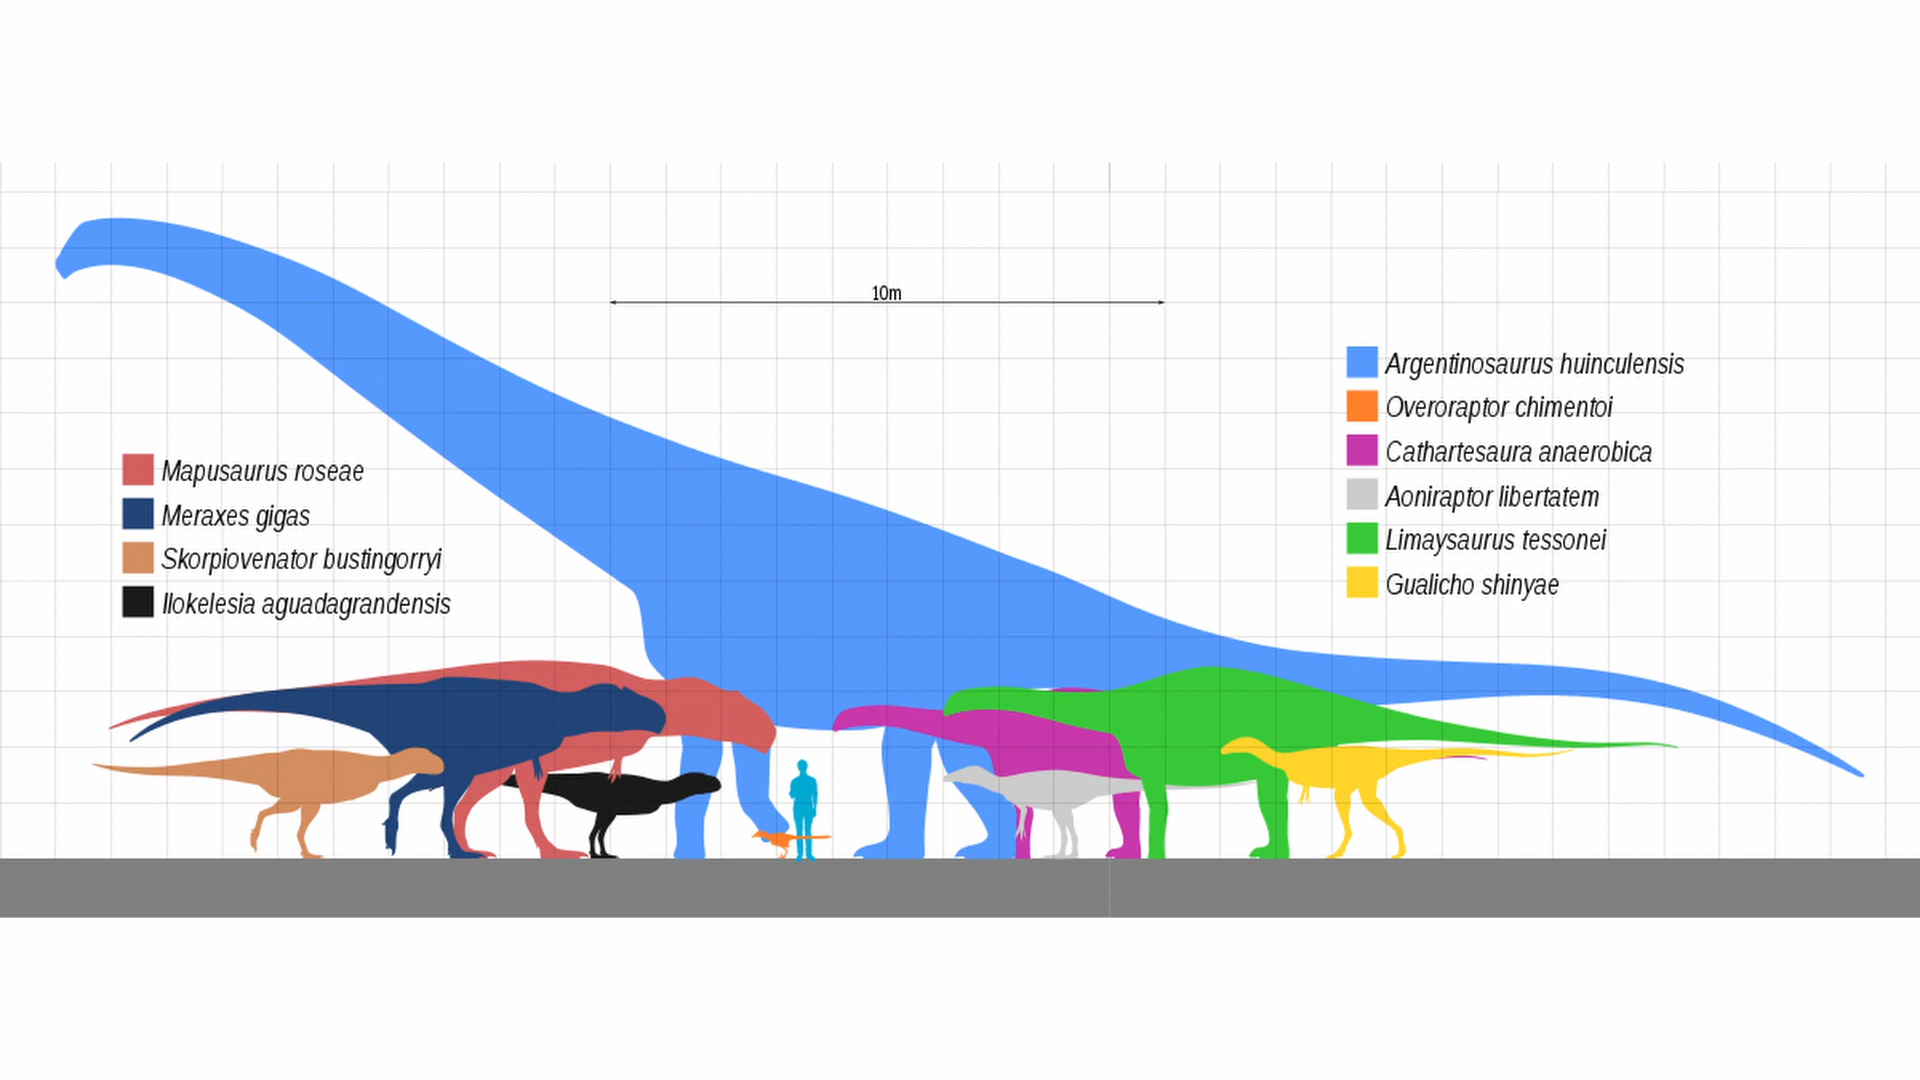 10m
Mapusaurus roseae
Meraxes gigas
Skorpiovenator bustingorryi
Ilokelesia aguadagrandensis
Argentinosaurus huinculensis
Overoraptor chimentoi
Cathartesaura anaerobica
Aoniraptor libertatem
Limaysaurus tessonei
Gualicho shinyae